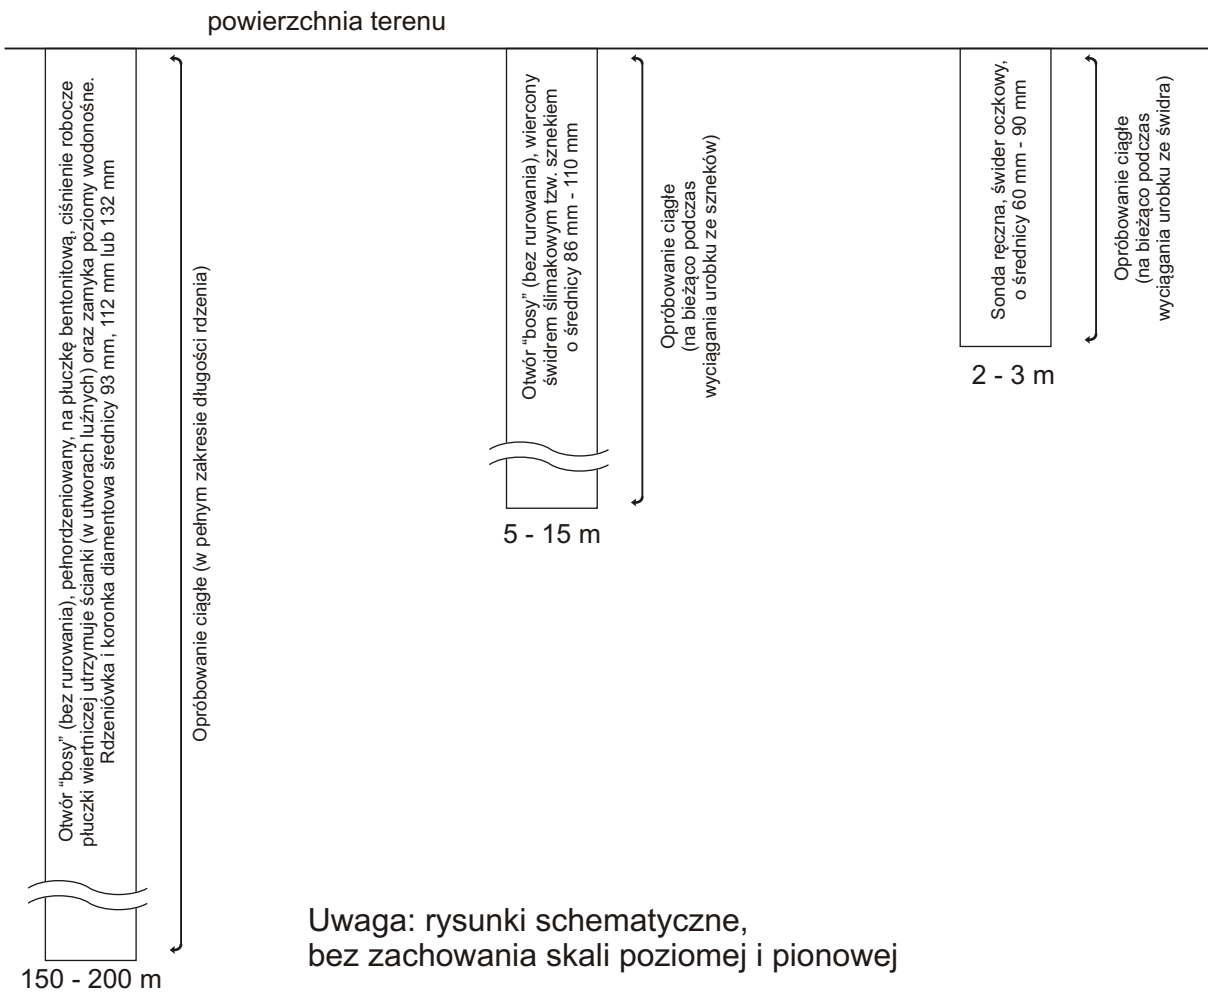 powierzchnia terenu
Otwór "bosy" (bez rurowania), pełnordzeniowany, na płuczkę bentonitową, ciśnienie robocze
płuczki wiertniczej utrzymuje ścianki (w utworach luźnych) oraz zamyka poziomy wodonośne.
Rdzeniówka i koronka diamentowa średnicy 93 mm, 112 mm lub 132 mm
Opróbowanie ciągłe (w pełnym zakresie długości rdzenia)
150 - 200 m
Otwór "bosy" (bez rurowania), wiercony
świdrem ślimakowym tzw. sznekiem
o średnicy 86 mm - 110 mm
Opróbowanie ciągłe
(na bieżąco podczas
wyciągania urobku ze szneków)
5 - 15 m
Sonda ręczna, świder oczkowy,
o średnicy 60 mm - 90 mm
Opróbowanie ciągłe
(na bieżąco podczas
wyciągania urobku ze świdra)
2 - 3 m
Uwaga: rysunki schematyczne,
bez zachowania skali poziomej i pionowej